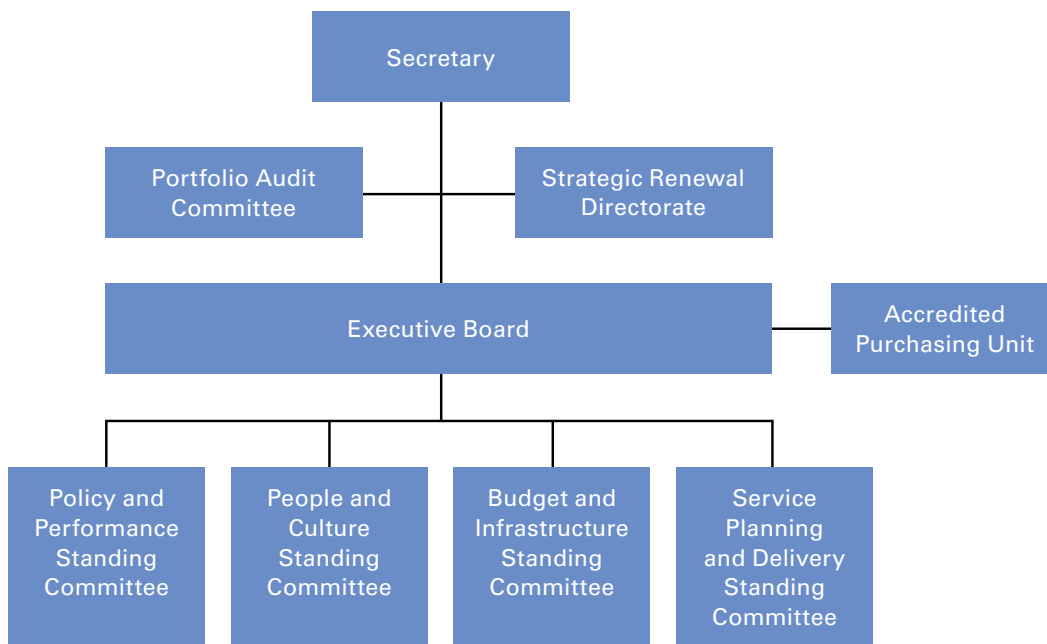 Secretary
Portfolio Audit
Committee
Strategic Renewal
Directorate
Executive Board
Accredited
Purchasing Unit
Policy and
Performance
Standing
Committee
People and
Culture
Standing
Committee
Budget and
Infrastructure
Standing
Committee
Service
Planning
and Delivery
Standing
Committee